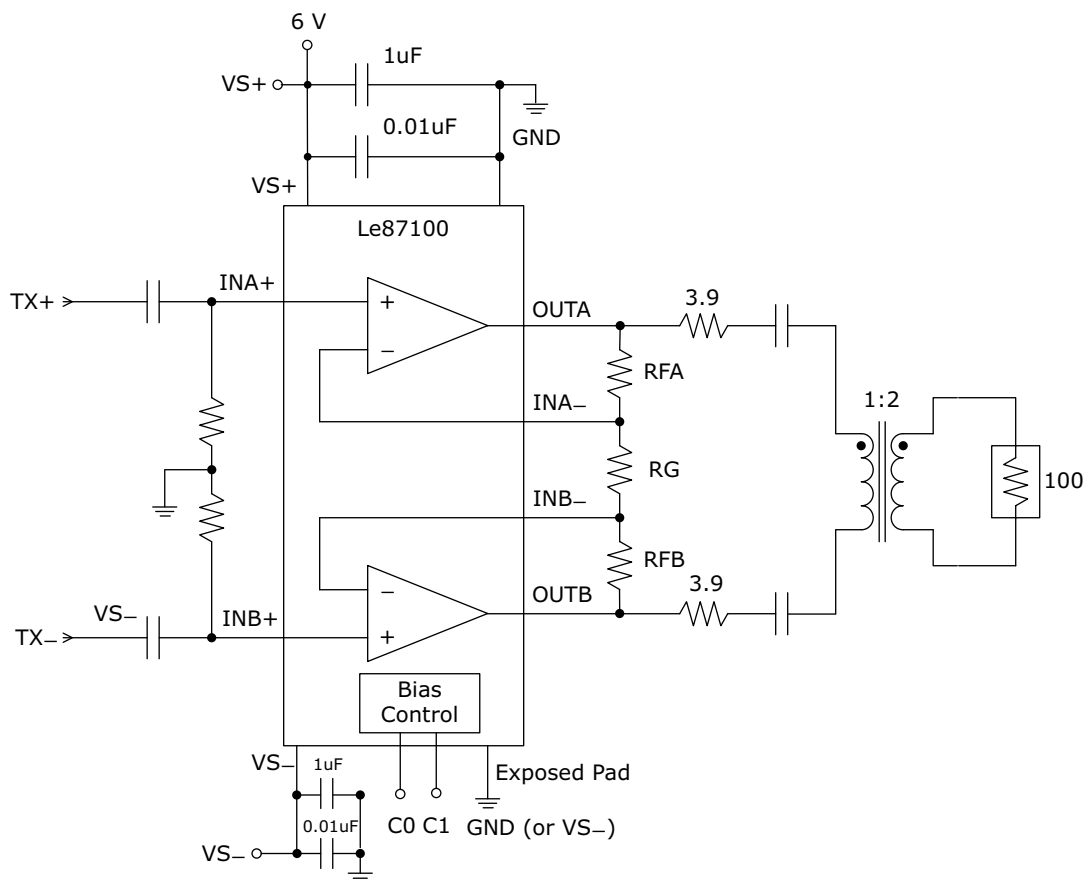 6 V
1uF
VS+
0.01uF
GND
VS+
Le87100
INA+
TX+
+
OUTA
3.9
−
RFA
INA−
1:2
RG
100
INB−
RFB
3.9
−
OUTB
VS−
INB+
+
TX−
Bias
Control
VS−
1uF
Exposed Pad
0.01uF
C0 C1
GND (or VS−)
VS−